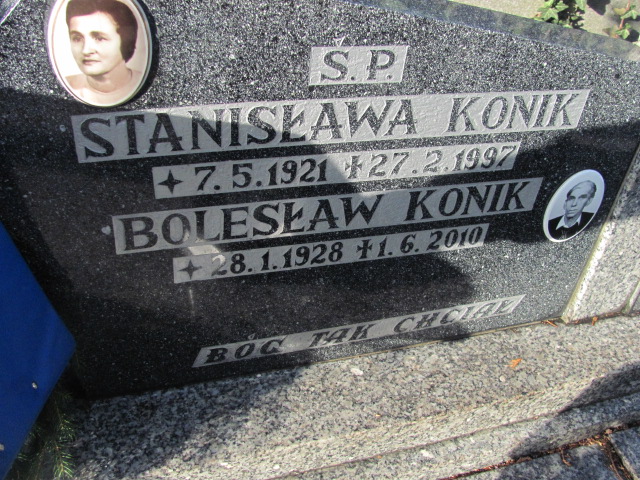 Ś.P.
STANISŁAWA KONIK
✦ 7.5.1921 ✝ 27.2.1997
BOLESŁAW KONIK
✦ 28.1.1928 ✝ 1.6.2010
BÓG TAK CHCIAŁ